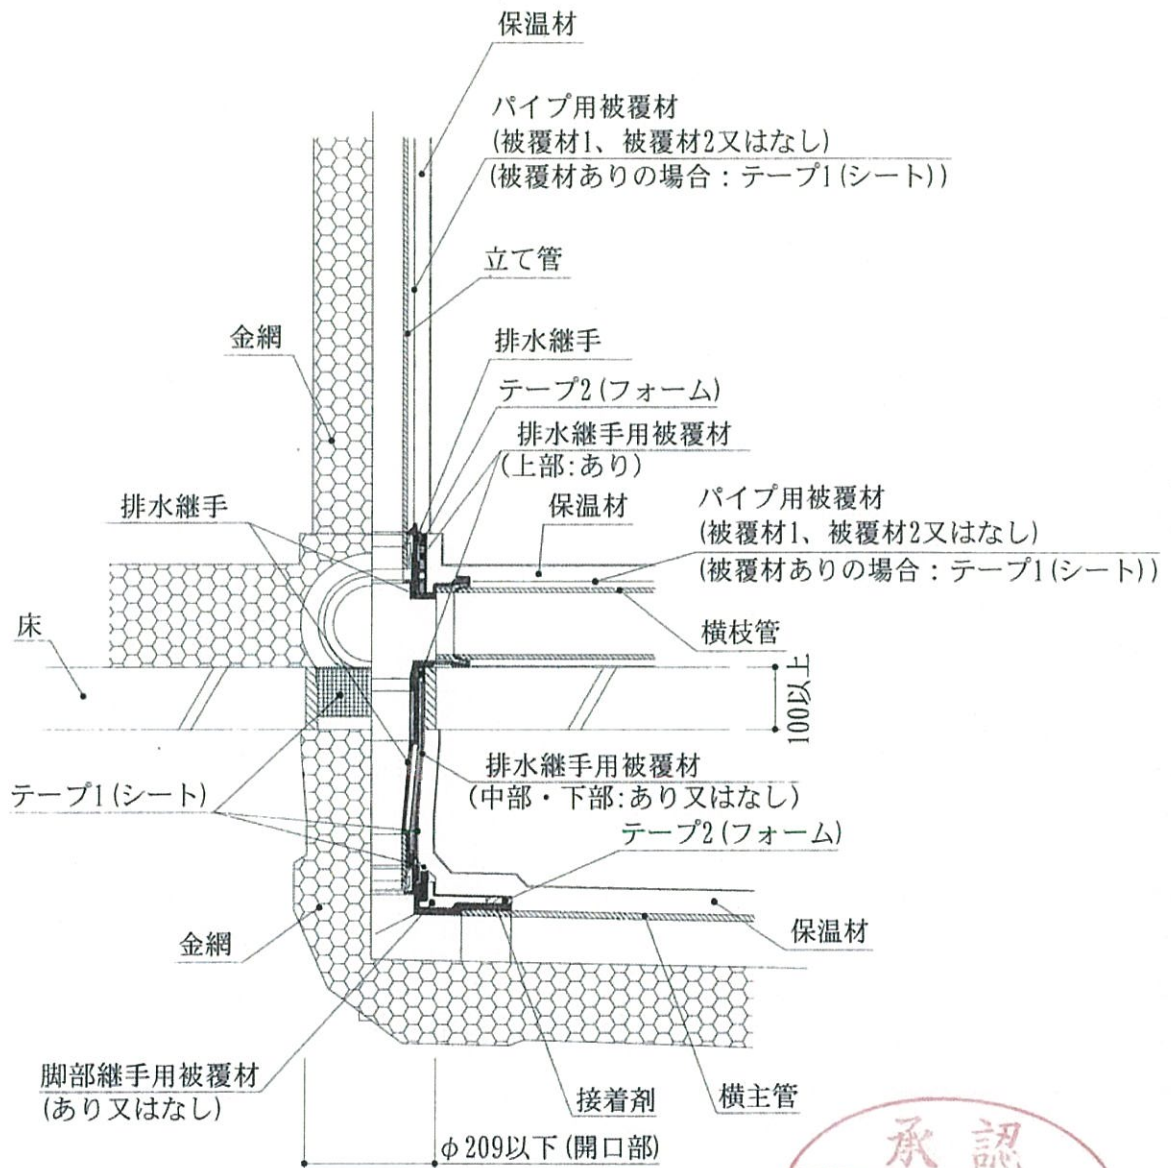 保温材
パイプ用被覆材
(被覆材1、被覆材2又はなし)
(被覆材ありの場合：テープ1(シート))
立て管
金網
排水継手
テープ2(フォーム)
排水継手用被覆材
(上部:あり)
排水継手
保温材
パイプ用被覆材
(被覆材1、被覆材2又はなし)
(被覆材ありの場合：テープ1(シート))
床
横枝管
100以上
排水継手用被覆材
(中部・下部:あり又はなし)
テープ1(シート)
テープ2(フォーム)
金網
保温材
脚部継手用被覆材
(あり又はなし)
接着剤
横主管
φ209以下(開口部)
承認